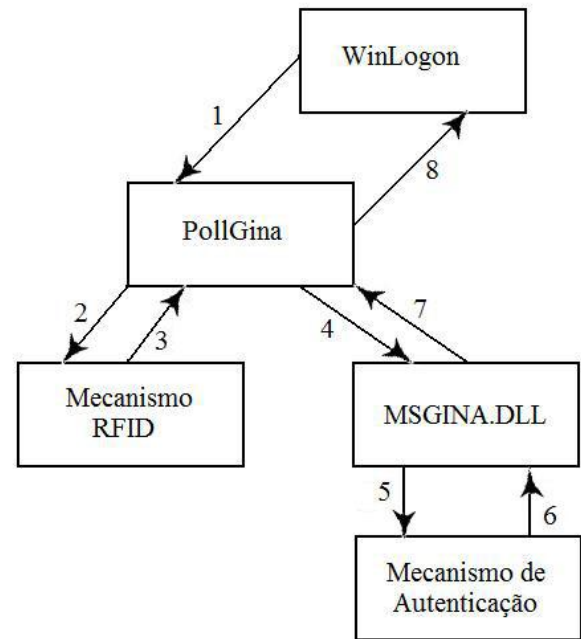 WinLogon
1
8
PollGina
2
3
4
7
Mecanismo
RFID
MSGINA.DLL
5
6
Mecanismo de
Autenticação